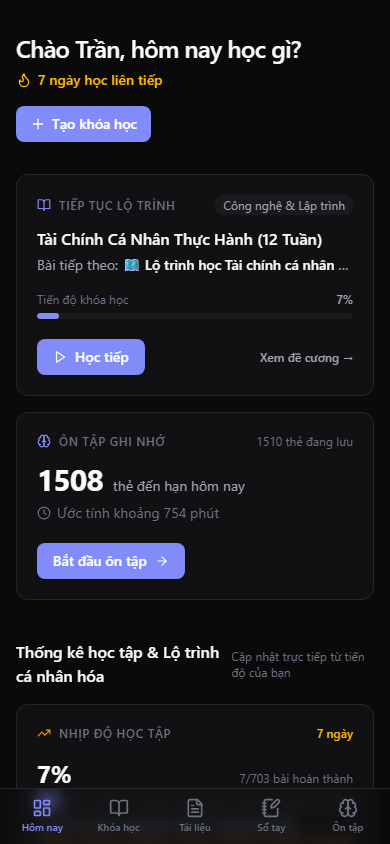 Chào Trần, hôm nay học gì?
7 ngày học liên tiếp
Tạo khóa học
TIẾP TỤC LỘ TRÌNH
Công nghệ & Lập trình
Tài Chính Cá Nhân Thực Hành (12 Tuần)
Bài tiếp theo: 🗺️ Lộ trình học Tài chính cá nhân ...
Tiến độ khóa học
7%
Học tiếp
Xem đề cương →
ÔN TẬP GHI NHỚ
1510 thẻ đang lưu
1508 thẻ đến hạn hôm nay
Ước tính khoảng 754 phút
Bắt đầu ôn tập →
Thống kê học tập & Lộ trình
cá nhân hóa
Cập nhật trực tiếp từ tiến
độ của bạn
NHỊP ĐỘ HỌC TẬP
7 ngày
7%
7/703 bài hoàn thành
Hôm nay
Khóa học
Tài liệu
Sổ tay
Ôn tập